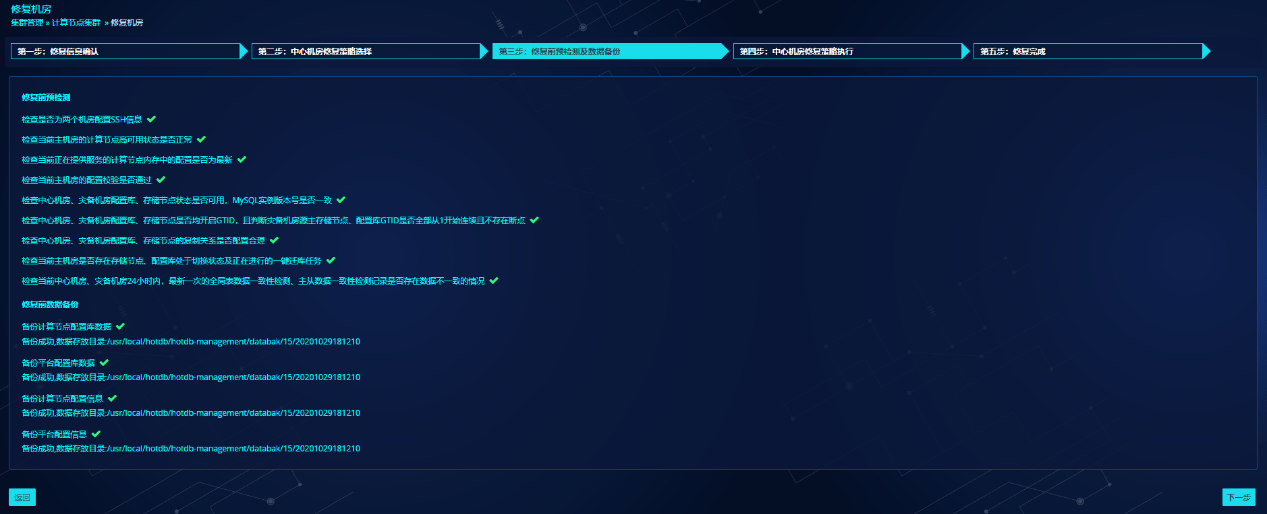 修复机房
集群管理 » 计算节点集群 » 修复机房
第一步：修复信息确认
第二步：中心机房修复策略选择
第三步：修复前预检测及数据备份
第四步：中心机房修复策略执行
第五步：修复完成
修复前预检测
检查是否为两个机房配置SSH信息
检查当前主机房的计算节点高可用状态是否正常
检查当前正在提供服务的计算节点内存中的配置是否为最新
检查当前主机房的配置校验是否通过
检查中心机房、灾备机房配置库、存储节点状态是否可用，MySQL实例版本号是否一致
检查中心机房、灾备机房配置库、存储节点是否均开启GTID，且判断灾备机房源主存储节点、配置库GTID是否全部从1开始连续且不存在断点
检查中心机房、灾备机房配置库、存储节点的复制关系是否配置合理
检查当前主机房是否存在存储节点、配置库处于切换状态及正在进行的一键迁库任务
检查当前中心机房、灾备机房24小时内，最新一次的全局表数据一致性检测、主从数据一致性检测记录是否存在数据不一致的情况
修复前数据备份
备份计算节点配置库数据
备份成功,数据存放目录:/usr/local/hotdb/hotdb-management/databak/15/20201029181210
备份平台配置库数据
备份成功,数据存放目录:/usr/local/hotdb/hotdb-management/databak/15/20201029181210
备份计算节点配置信息
备份成功,数据存放目录:/usr/local/hotdb/hotdb-management/databak/15/20201029181210
备份平台配置信息
备份成功,数据存放目录:/usr/local/hotdb/hotdb-management/databak/15/20201029181210
返回
下一步